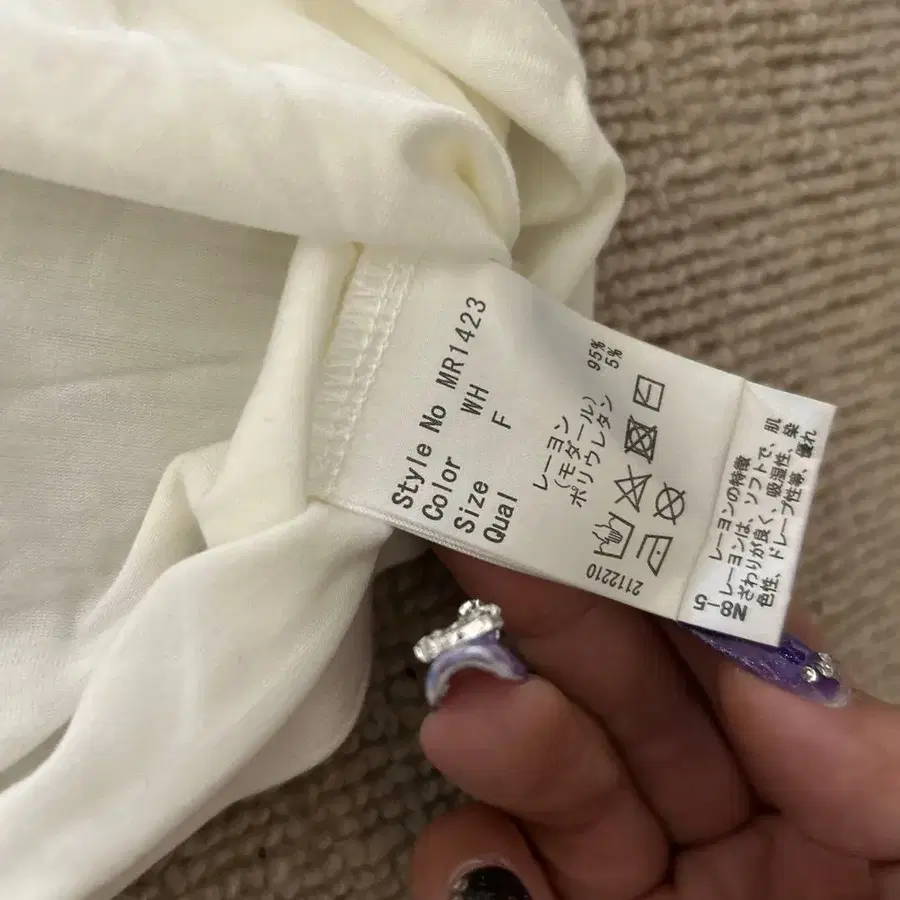 Style No MR1423
Color WH
Size F
Qual
レーヨン 95%
(モダール)
ポリウレタン 5%
2112210
レーヨンの特徴
レーヨンは、ソフトで、肌
ざわりが良く、吸湿性、染
色性、ドレープ性等、優れ
N8-5